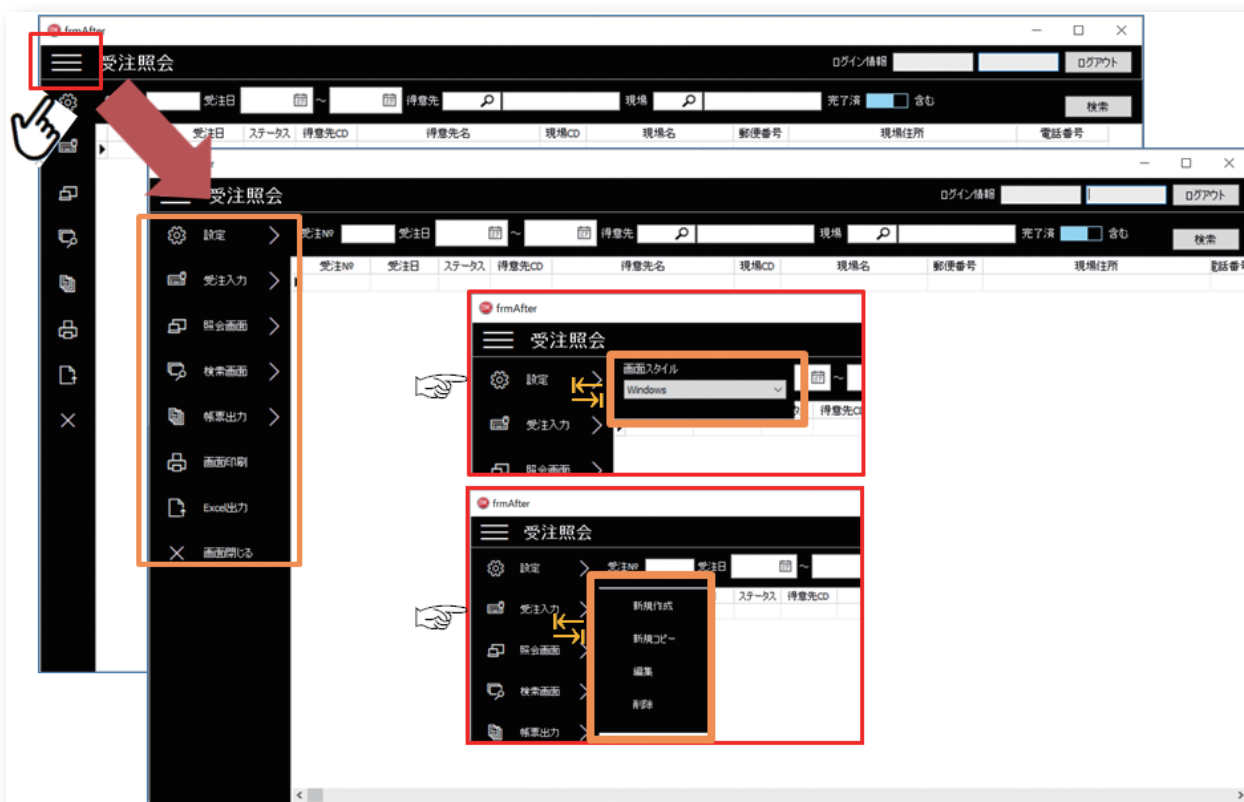 frmAfter
受注照会
ログイン情報
ログアウト
受注日 ～ 得意先 現場 完了済 含む
検索
受注日 ステータス 得意先CD 得意先名 現場CD 現場名 郵便番号 現場住所 電話番号
受注照会
ログイン情報
ログアウト
設定
受注№ 受注日 ～ 得意先 現場 完了済 含む
検索
受注№ 受注日 ステータス 得意先CD 得意先名 現場CD 現場名 郵便番号 現場住所
受注入力
照会画面
検索画面
帳票出力
画面印刷
Excel出力
画面閉じる
frmAfter
受注照会
設定
画面スタイル
Windows
～
得意先CD
受注入力
照会画面
frmAfter
受注照会
設定
受注№ 受注日 ～
ステータス 得意先CD
受注入力
照会画面
検索画面
帳票出力
新規作成
新規コピー
編集
削除